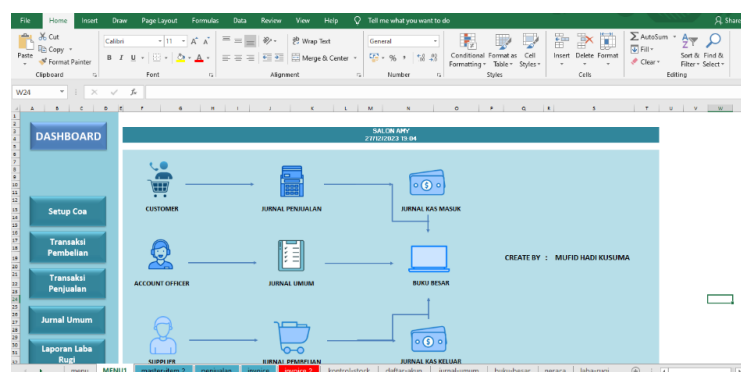 File Home Insert Draw Page Layout Formulas Data Review View Help Tell me what you want to do Share
Cut
Copy
Format Painter
Paste
Calibri 11
Wrap Text
Merge & Center
General
Conditional Formatting
Format as Table
Cell Styles
Insert Delete Format
AutoSum
Fill
Clear
Sort & Filter
Find & Select
Clipboard Font Alignment Number Styles Cells Editing
W24
DASHBOARD
SALON AMY
27/12/2023 19.04
CUSTOMER JURNAL PENJUALAN JURNAL KAS MASUK
Setup Coa
Transaksi
Pembelian
ACCOUNT OFFICER JURNAL UMUM BUKU BESAR
CREATE BY : MUFID HADI KUSUMA
Transaksi
Penjualan
Jurnal Umum
Laporan Laba
Rugi
SUPPLIER JURNAL PEMBELIAN JURNAL KAS KELUAR
menu MENU1 penjualan invoice invoice 2 kontrolstock jurnalumum bukubesar neraca labarugi